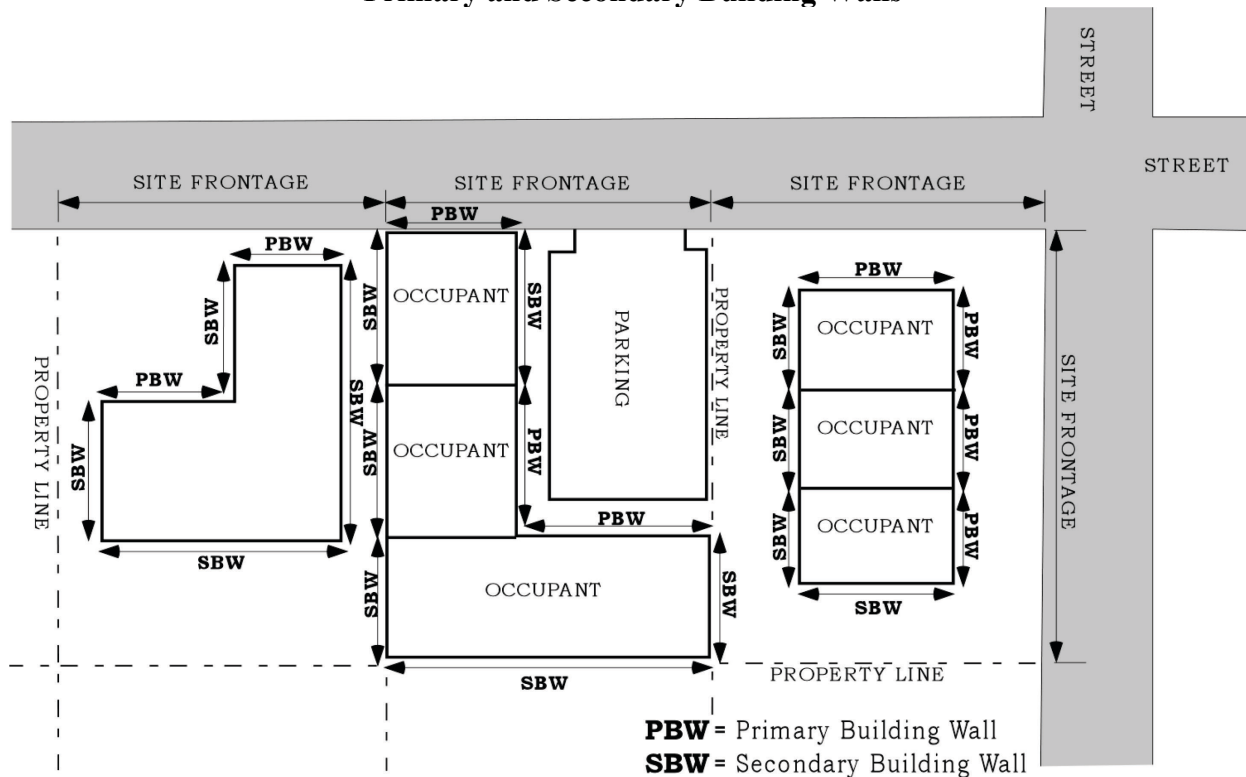 Primary and Secondary Building Walls
STREET
STREET
SITE FRONTAGE
SITE FRONTAGE
SITE FRONTAGE
PBW
PBW
PBW
SBW
SBW
SBW
OCCUPANT
SBW
PARKING
PROPERTY LINE
SBW
OCCUPANT
PBW
PROPERTY LINE
PBW
SBW
SBW
SBW
OCCUPANT
PBW
SBW
OCCUPANT
PBW
SITE FRONTAGE
PBW
SBW
OCCUPANT
PBW
SBW
SBW
OCCUPANT
SBW
SBW
SBW
PROPERTY LINE
PBW = Primary Building Wall
SBW = Secondary Building Wall